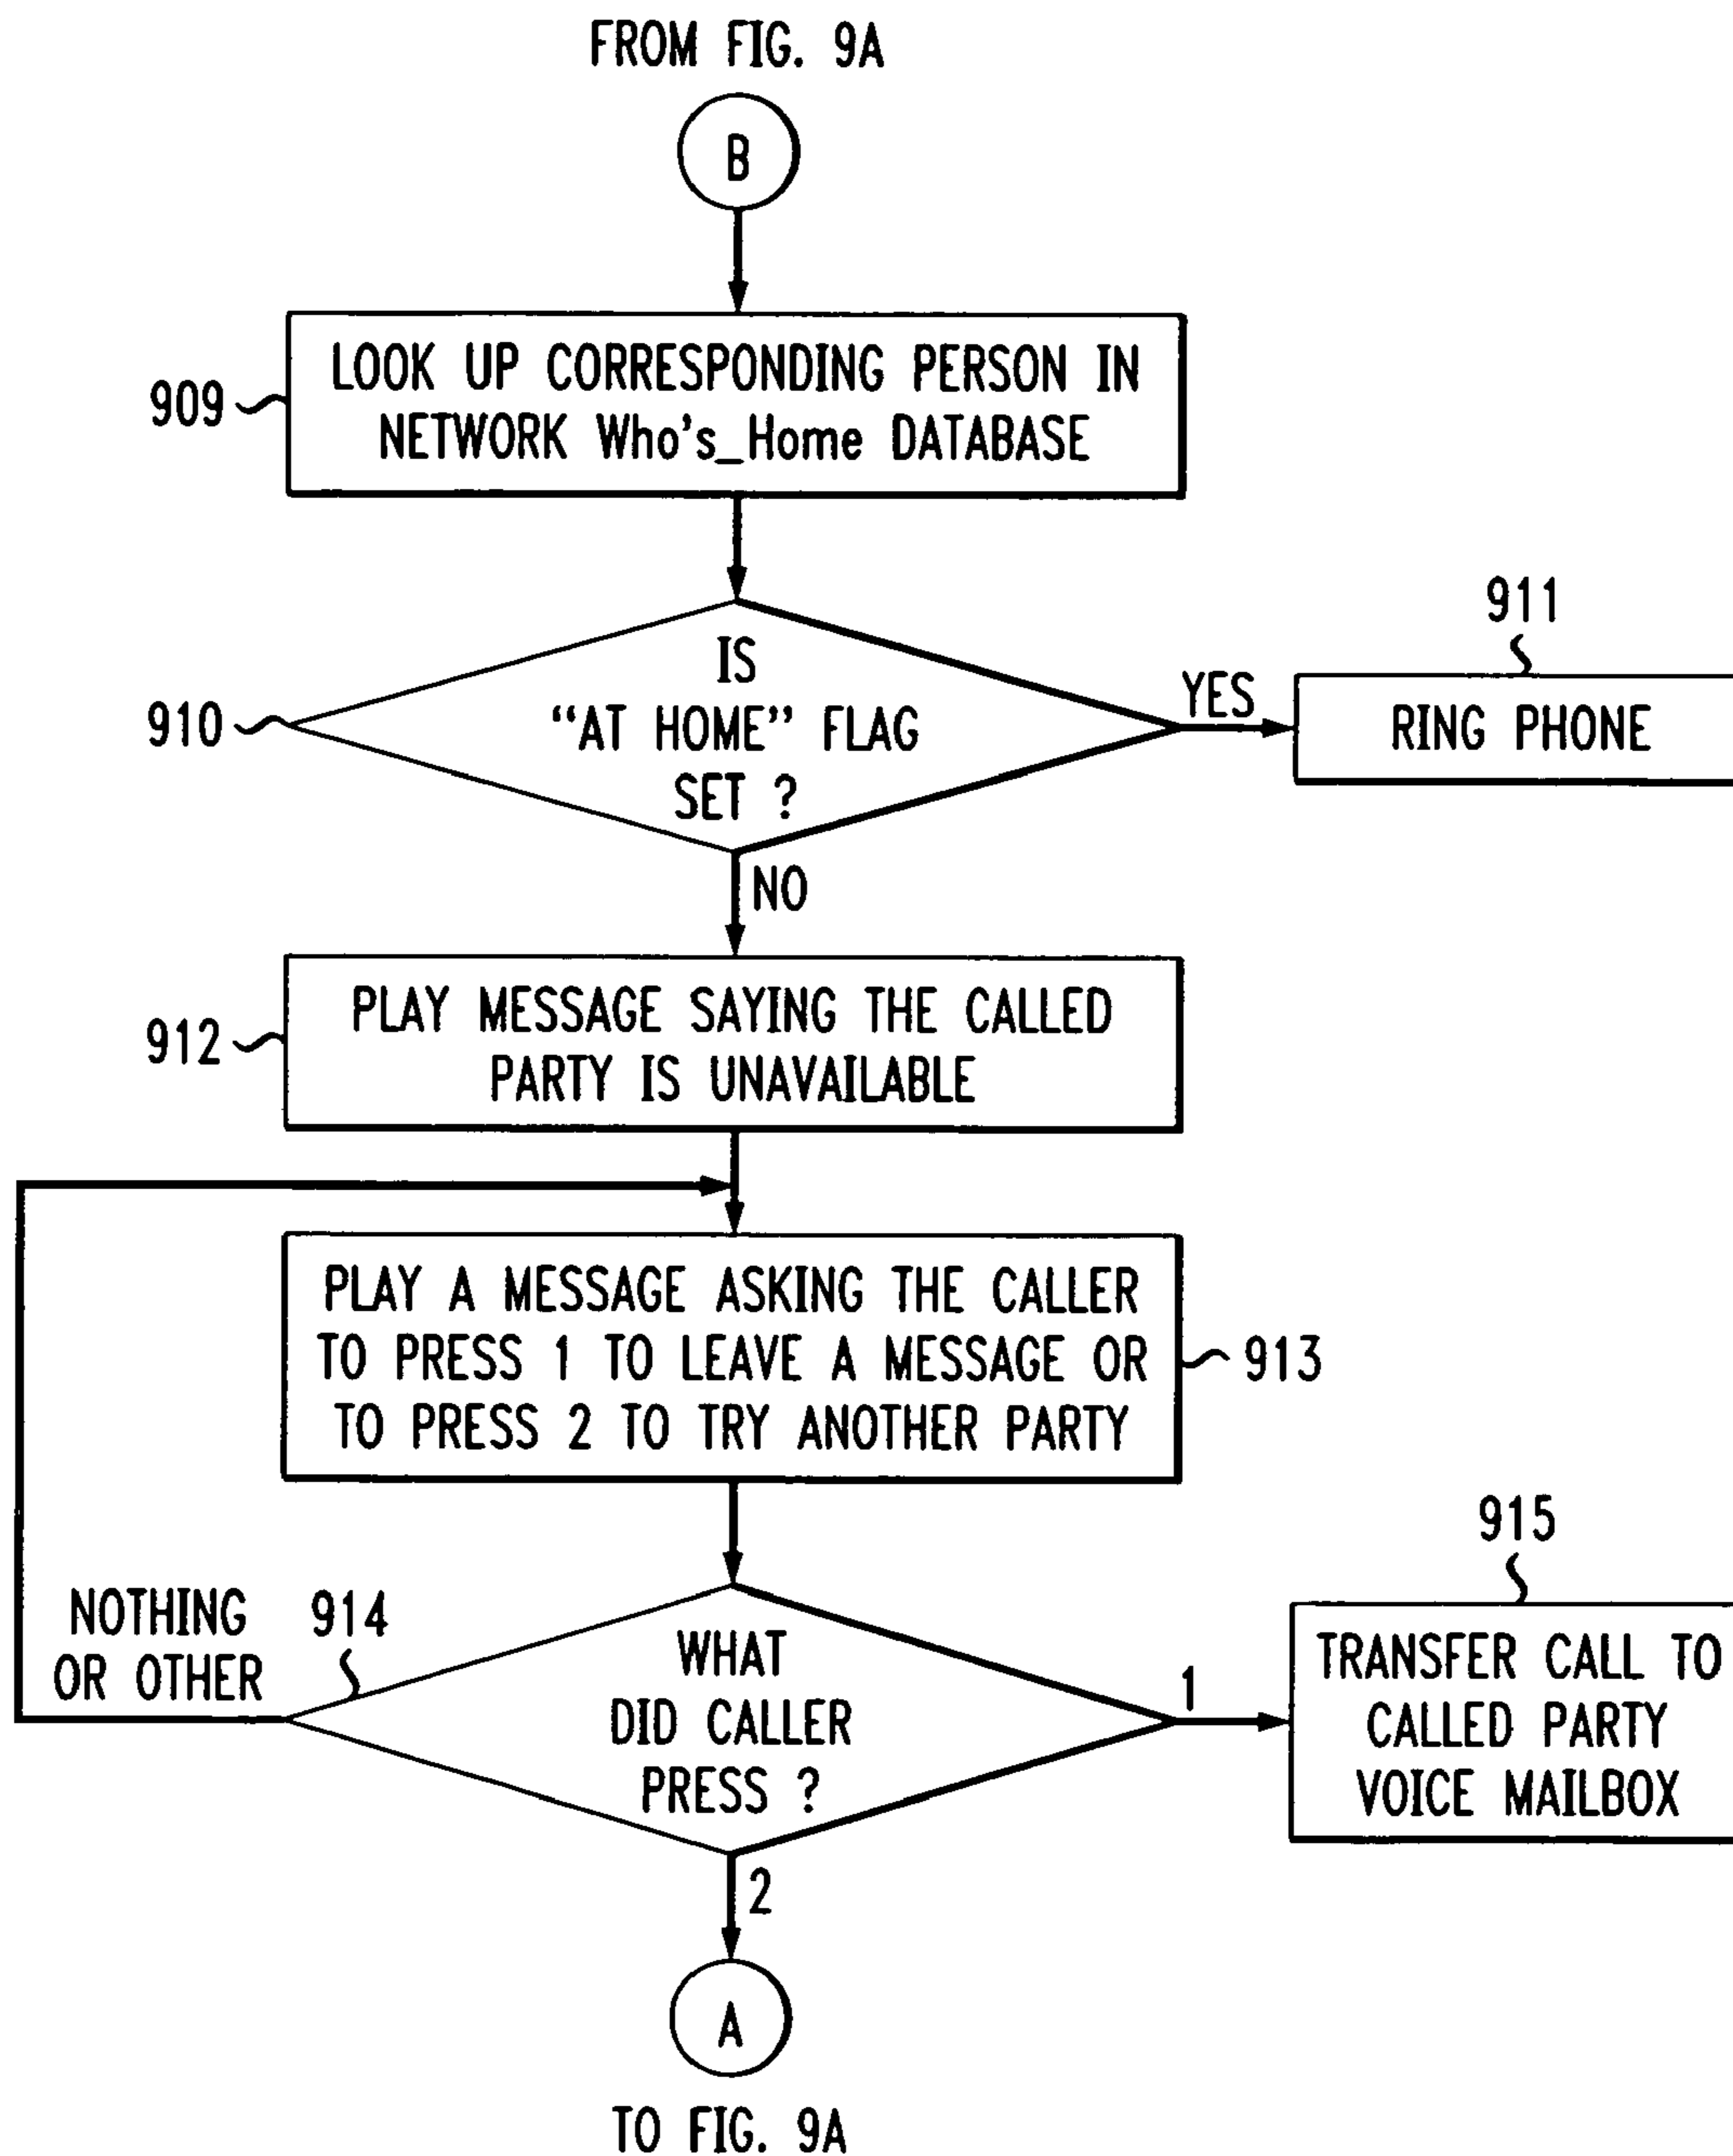 FROM FIG. 9A
B
LOOK UP CORRESPONDING PERSON IN
NETWORK Who's_Home DATABASE
909
IS
“AT HOME” FLAG
SET ?
910
YES
911
RING PHONE
NO
PLAY MESSAGE SAYING THE CALLED
PARTY IS UNAVAILABLE
912
PLAY A MESSAGE ASKING THE CALLER
TO PRESS 1 TO LEAVE A MESSAGE OR
TO PRESS 2 TO TRY ANOTHER PARTY
913
NOTHING
OR OTHER
914
WHAT
DID CALLER
PRESS ?
1
915
TRANSFER CALL TO
CALLED PARTY
VOICE MAILBOX
2
A
TO FIG. 9A